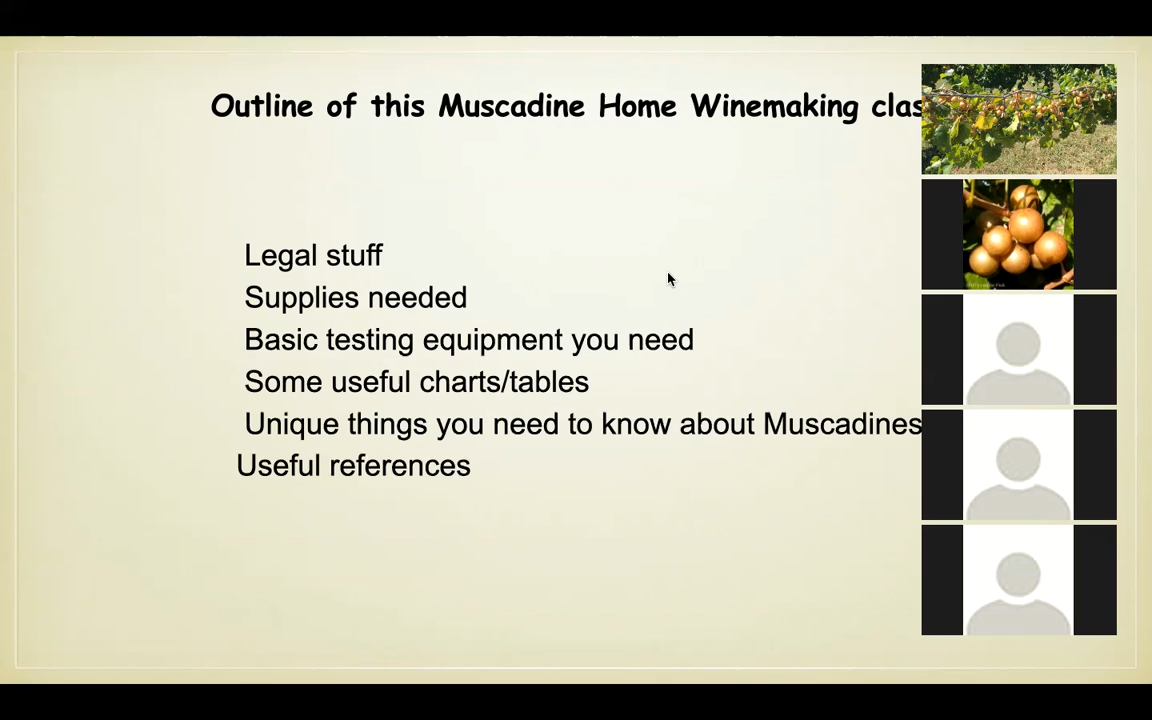 Outline of this Muscadine Home Winemaking clas
Legal stuff
Supplies needed
Basic testing equipment you need
Some useful charts/tables
Unique things you need to know about Muscadines
Useful references